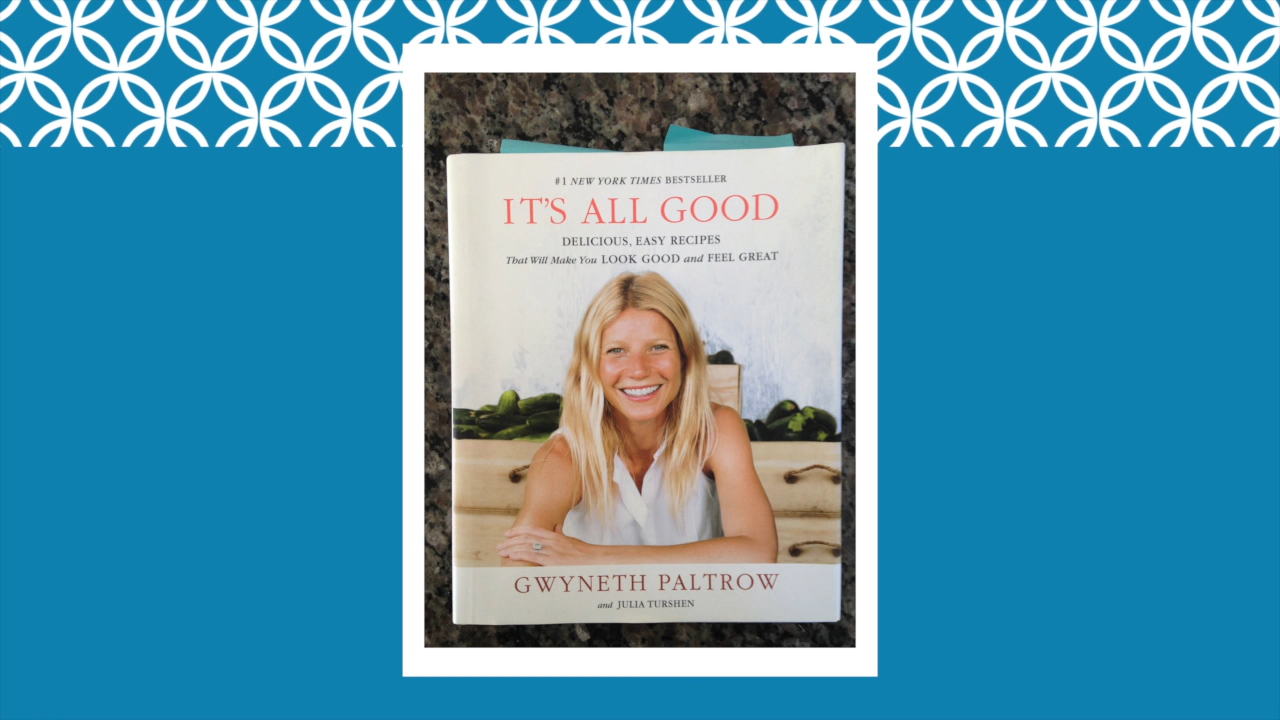 #1 NEW YORK TIMES BESTSELLER
IT'S ALL GOOD
DELICIOUS, EASY RECIPES
That Will Make You LOOK GOOD and FEEL GREAT
GWYNETH PALTROW
and JULIA TURSHEN